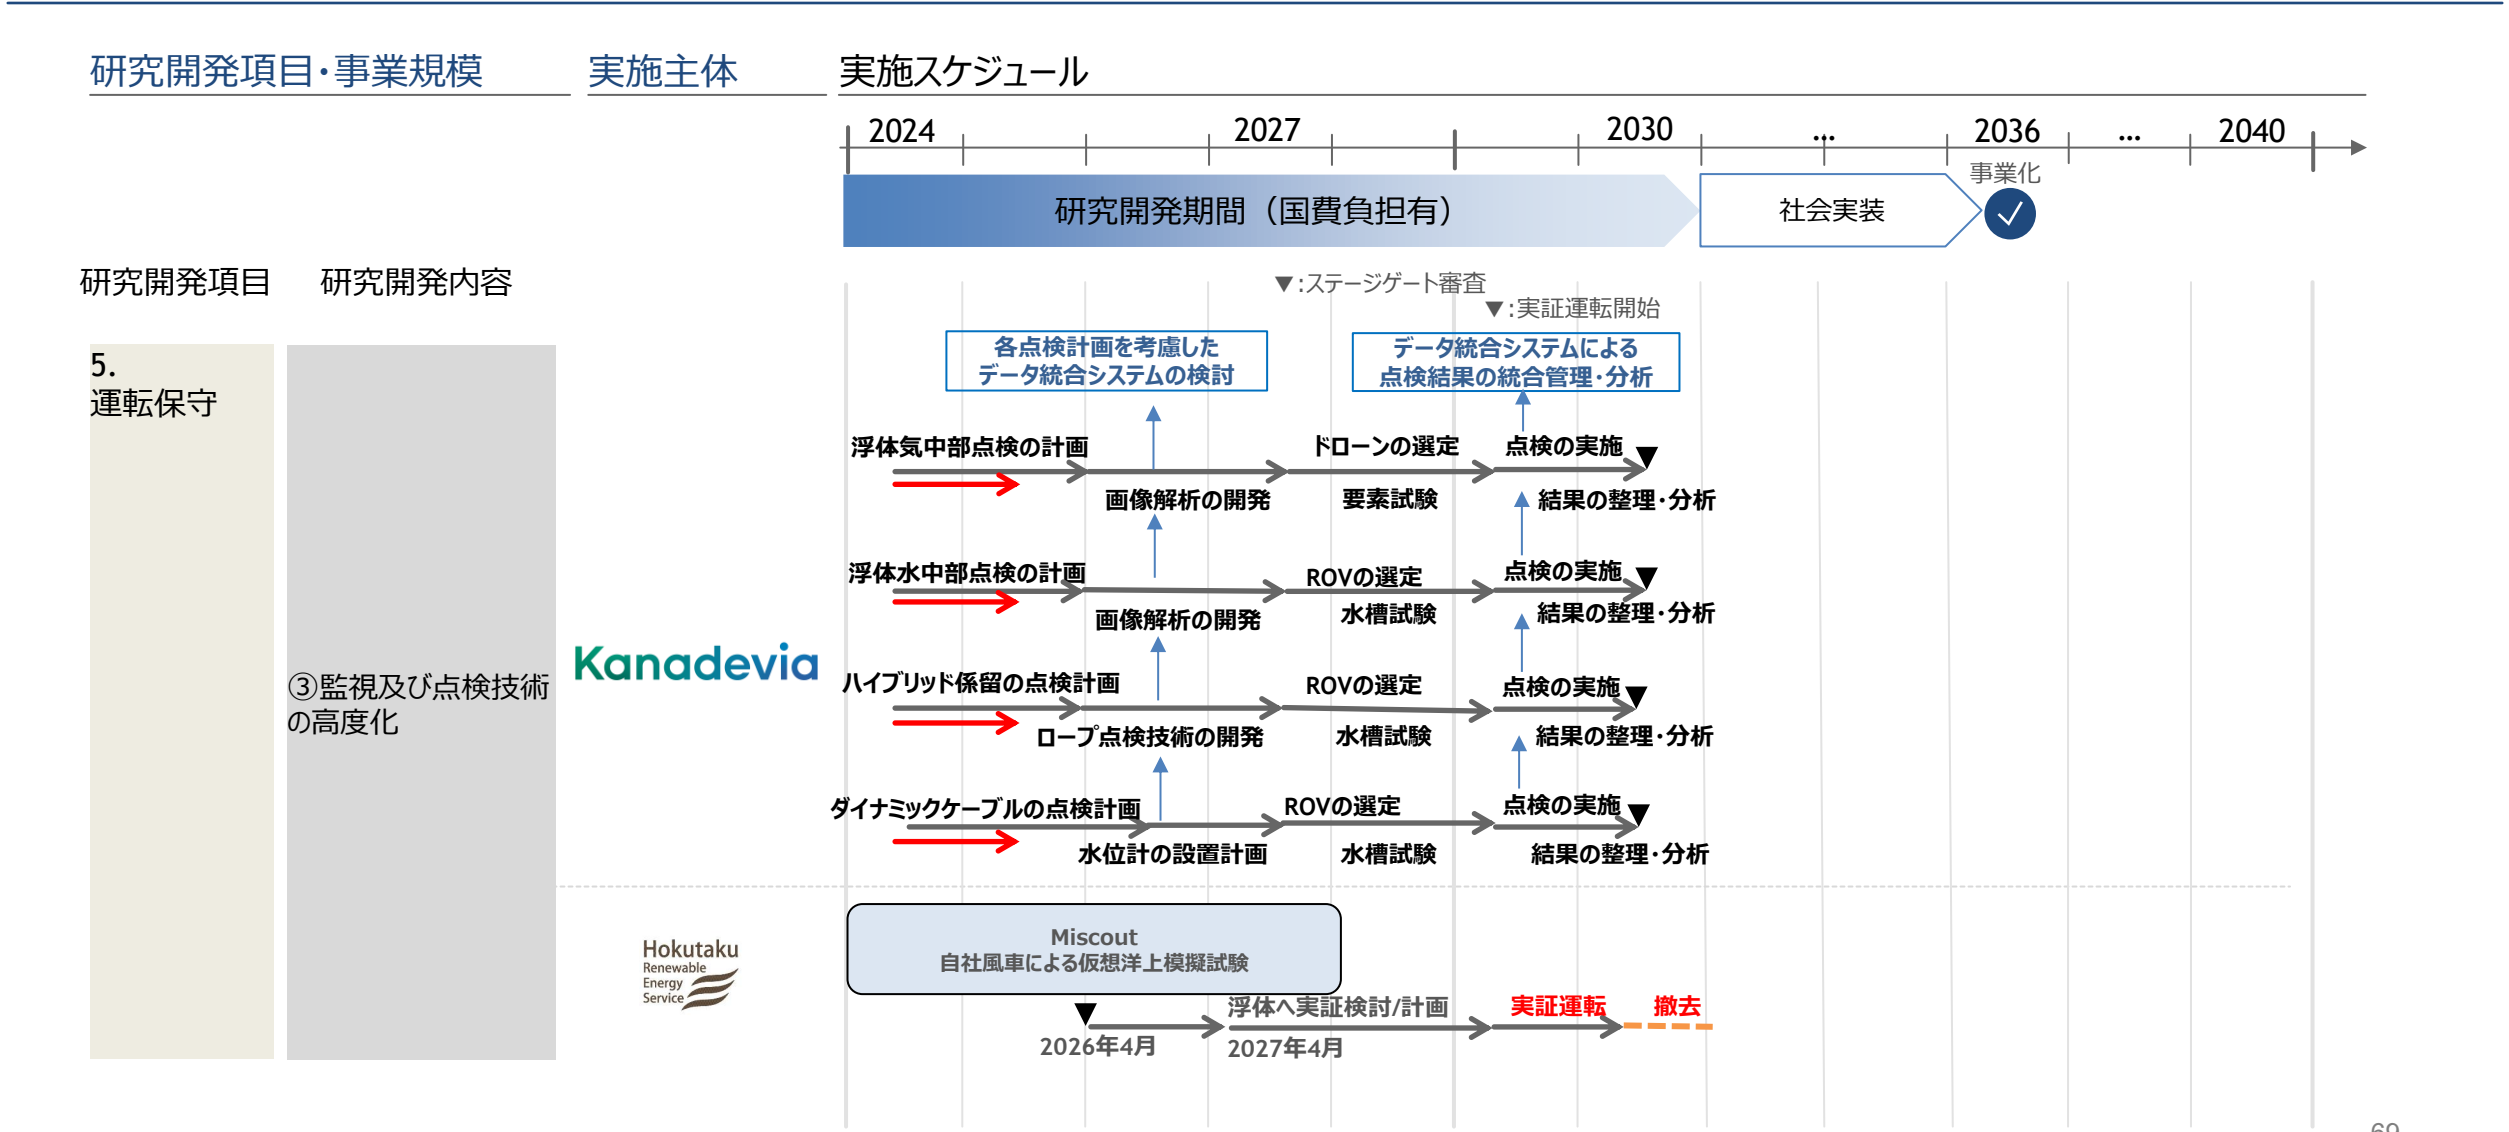 研究開発項目・事業規模
実施主体
実施スケジュール
2024
2027
2030
...
2036
...
2040
事業化
研究開発期間（国費負担有）
社会実装
研究開発項目
研究開発内容
▼:ステージゲート審査
▼:実証運転開始
5.
運転保守
③監視及び点検技術
の高度化
Kanadevia
各点検計画を考慮した
データ統合システムの検討
データ統合システムによる
点検結果の統合管理・分析
浮体気中部点検の計画
ドローンの選定
点検の実施
画像解析の開発
要素試験
結果の整理・分析
浮体水中部点検の計画
ROVの選定
点検の実施
画像解析の開発
水槽試験
結果の整理・分析
ハイブリッド係留の点検計画
ROVの選定
点検の実施
ロープ点検技術の開発
水槽試験
結果の整理・分析
ダイナミックケーブルの点検計画
ROVの選定
点検の実施
水位計の設置計画
水槽試験
結果の整理・分析
Hokutaku
Renewable
Energy
Service
Miscout
自社風車による仮想洋上模擬試験
浮体へ実証検討/計画
実証運転
撤去
2026年4月
2027年4月